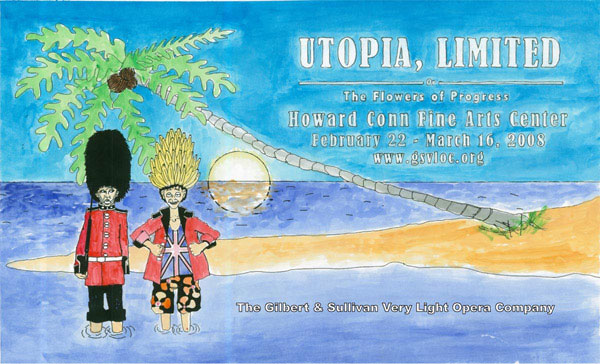 UTOPIA, LIMITED
or
The Flowers of Progress
Howard Conn Fine Arts Center
February 22 - March 16, 2008
www.gsvloc.org
The Gilbert & Sullivan Very Light Opera Company